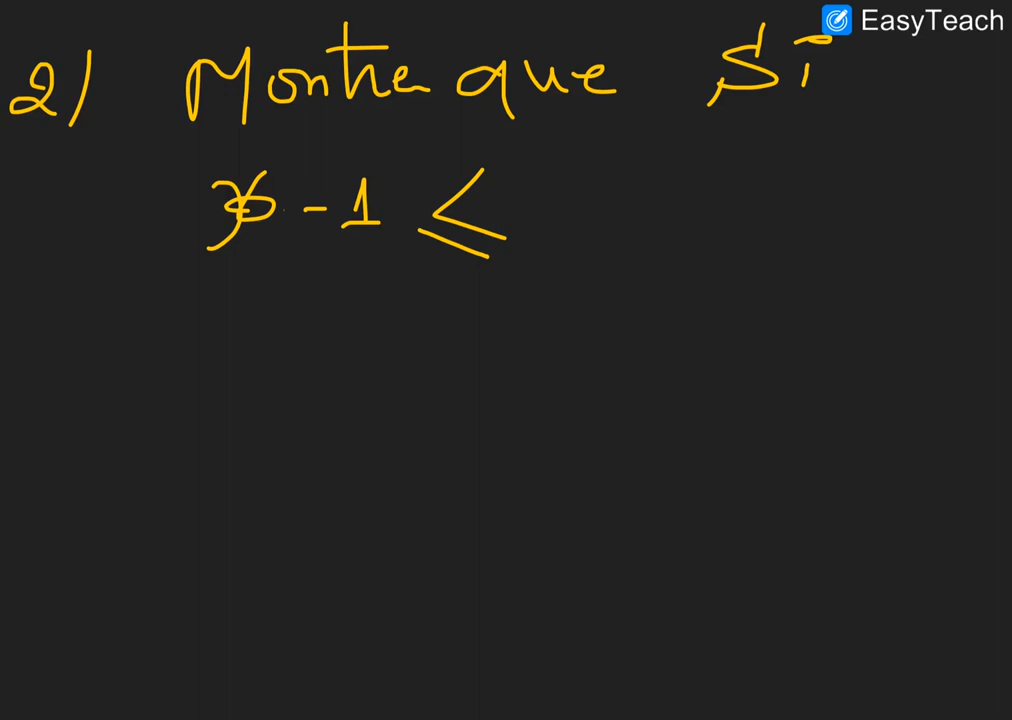 EasyTeach
2) Montre que Si
x - 1 ≤